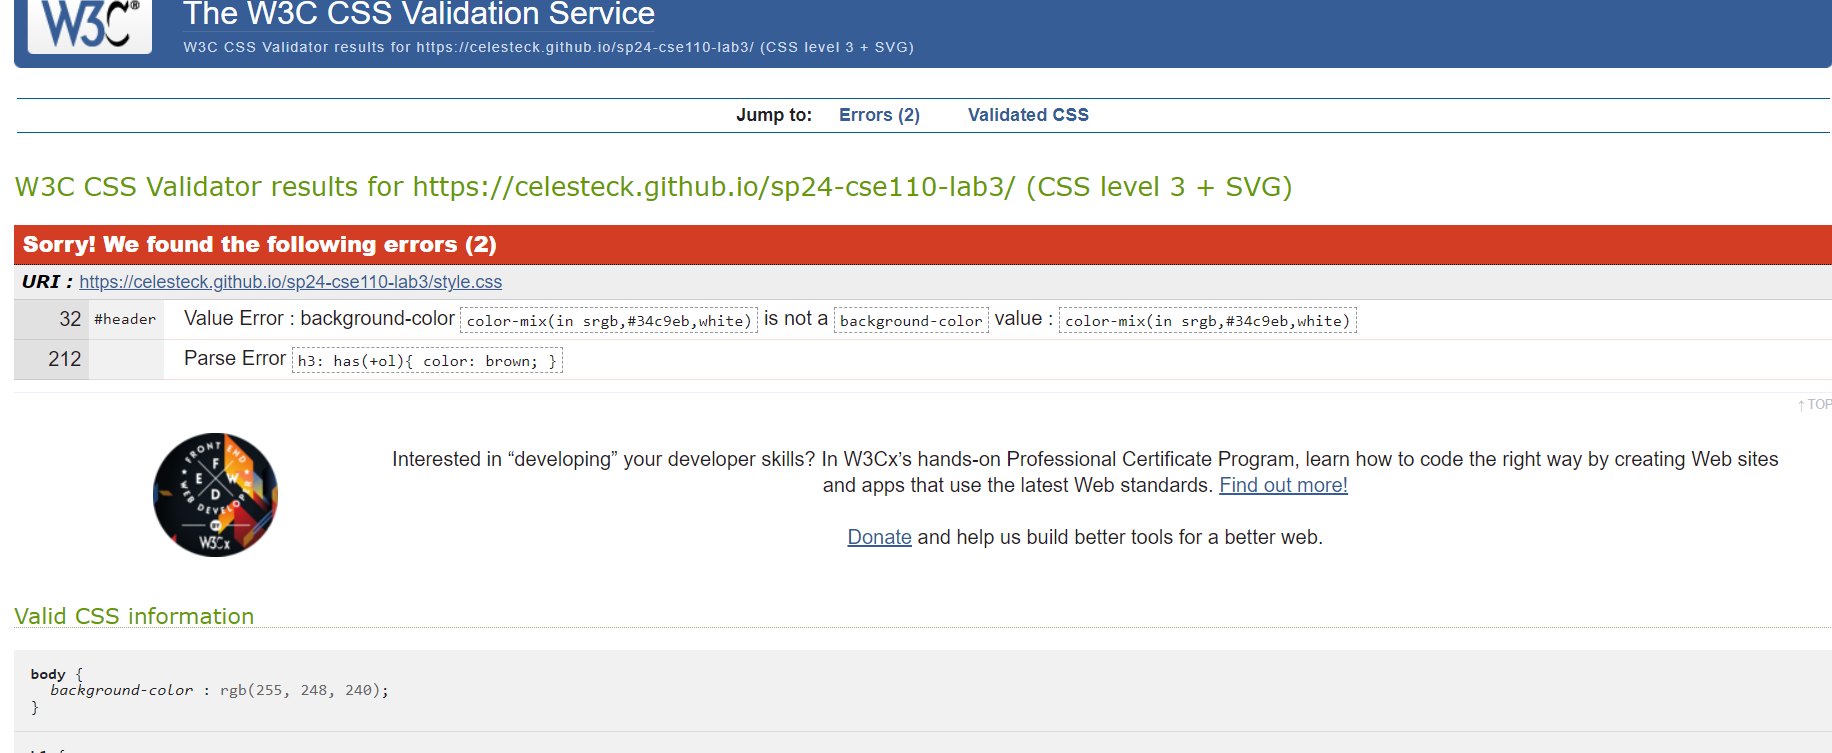 W3C®
The W3C CSS Validation Service
W3C CSS Validator results for https://celesteck.github.io/sp24-cse110-lab3/ (CSS level 3 + SVG)
Jump to: Errors (2) Validated CSS
W3C CSS Validator results for https://celesteck.github.io/sp24-cse110-lab3/ (CSS level 3 + SVG)
Sorry! We found the following errors (2)
URI : https://celesteck.github.io/sp24-cse110-lab3/style.css
32 #header Value Error : background-color color-mix(in srgb,#34c9eb,white) is not a background-color value : color-mix(in srgb,#34c9eb,white)
212 Parse Error h3: has(+ol){ color: brown; }
↑ TOP
FRONT END
WEB DEVELOPER
F
E W
D
BY
W3Cx
Interested in “developing” your developer skills? In W3Cx’s hands-on Professional Certificate Program, learn how to code the right way by creating Web sites
and apps that use the latest Web standards. Find out more!
Donate and help us build better tools for a better web.
Valid CSS information
body {
background-color : rgb(255, 248, 240);
}